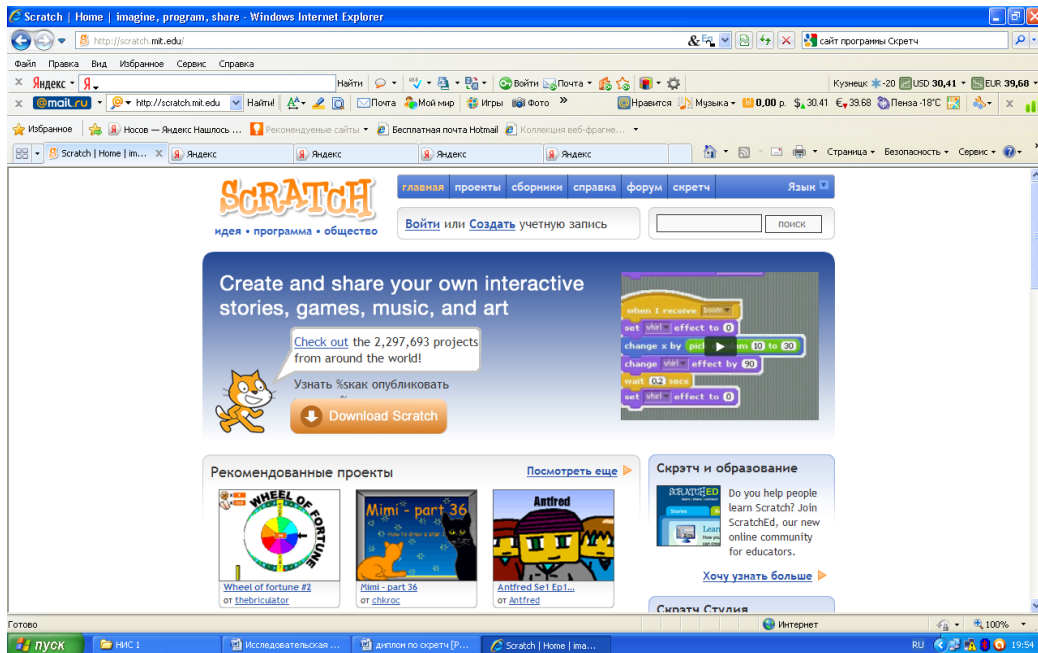 Scratch | Home | imagine, program, share - Windows Internet Explorer
http://scratch.mit.edu/
сайт программы Скретч
Файл Правка Вид Избранное Сервис Справка
Яндекс Я Найти Войти Почта Кузнецк -20 USD 30,41 EUR 39,68
@mail.ru http://scratch.mit.edu Найти! Почта Мой мир Игры Фото » Нравится Музыка 0,00 р. $ 30.41 € 39.68 Пенза -18°C
Избранное Носов — Яндекс Нашлось ... Рекомендуемые сайты Бесплатная почта Hotmail Коллекция веб-фрагме...
Scratch | Home | im... Яндекс Яндекс Яндекс Яндекс Страница Безопасность Сервис
SCRATCH
идея • программа • общество
главная проекты сборники справка форум скретч Язык
Войти или Создать учетную запись
поиск
Create and share your own interactive
stories, games, music, and art
Check out the 2,297,693 projects
from around the world!
Узнать %sкак опубликовать
Download Scratch
when I receive boom
set whirl effect to 0
change x by pick random 10 to 30
change whirl effect by 90
wait 0.2 secs
set whirl effect to 0
Рекомендованные проекты Посмотреть еще
WHEEL OF FORTUNE
Wheel of fortune #2
от thebriculator
Mimi - part 36
Mimi - part 36
от chkroc
Antfred
Antfred Se1 Ep1...
от Antfred
Скрэтч и образование
SCRATCHED
Stories
Learn
Do you help people
learn Scratch? Join
ScratchEd, our new
online community
for educators.
Хочу узнать больше
Скрэтч Студия
Готово Интернет 100%
пуск НИС 1 Исследовательская ... диплом по скретч [Р... Scratch | Home | ima... RU 19:54